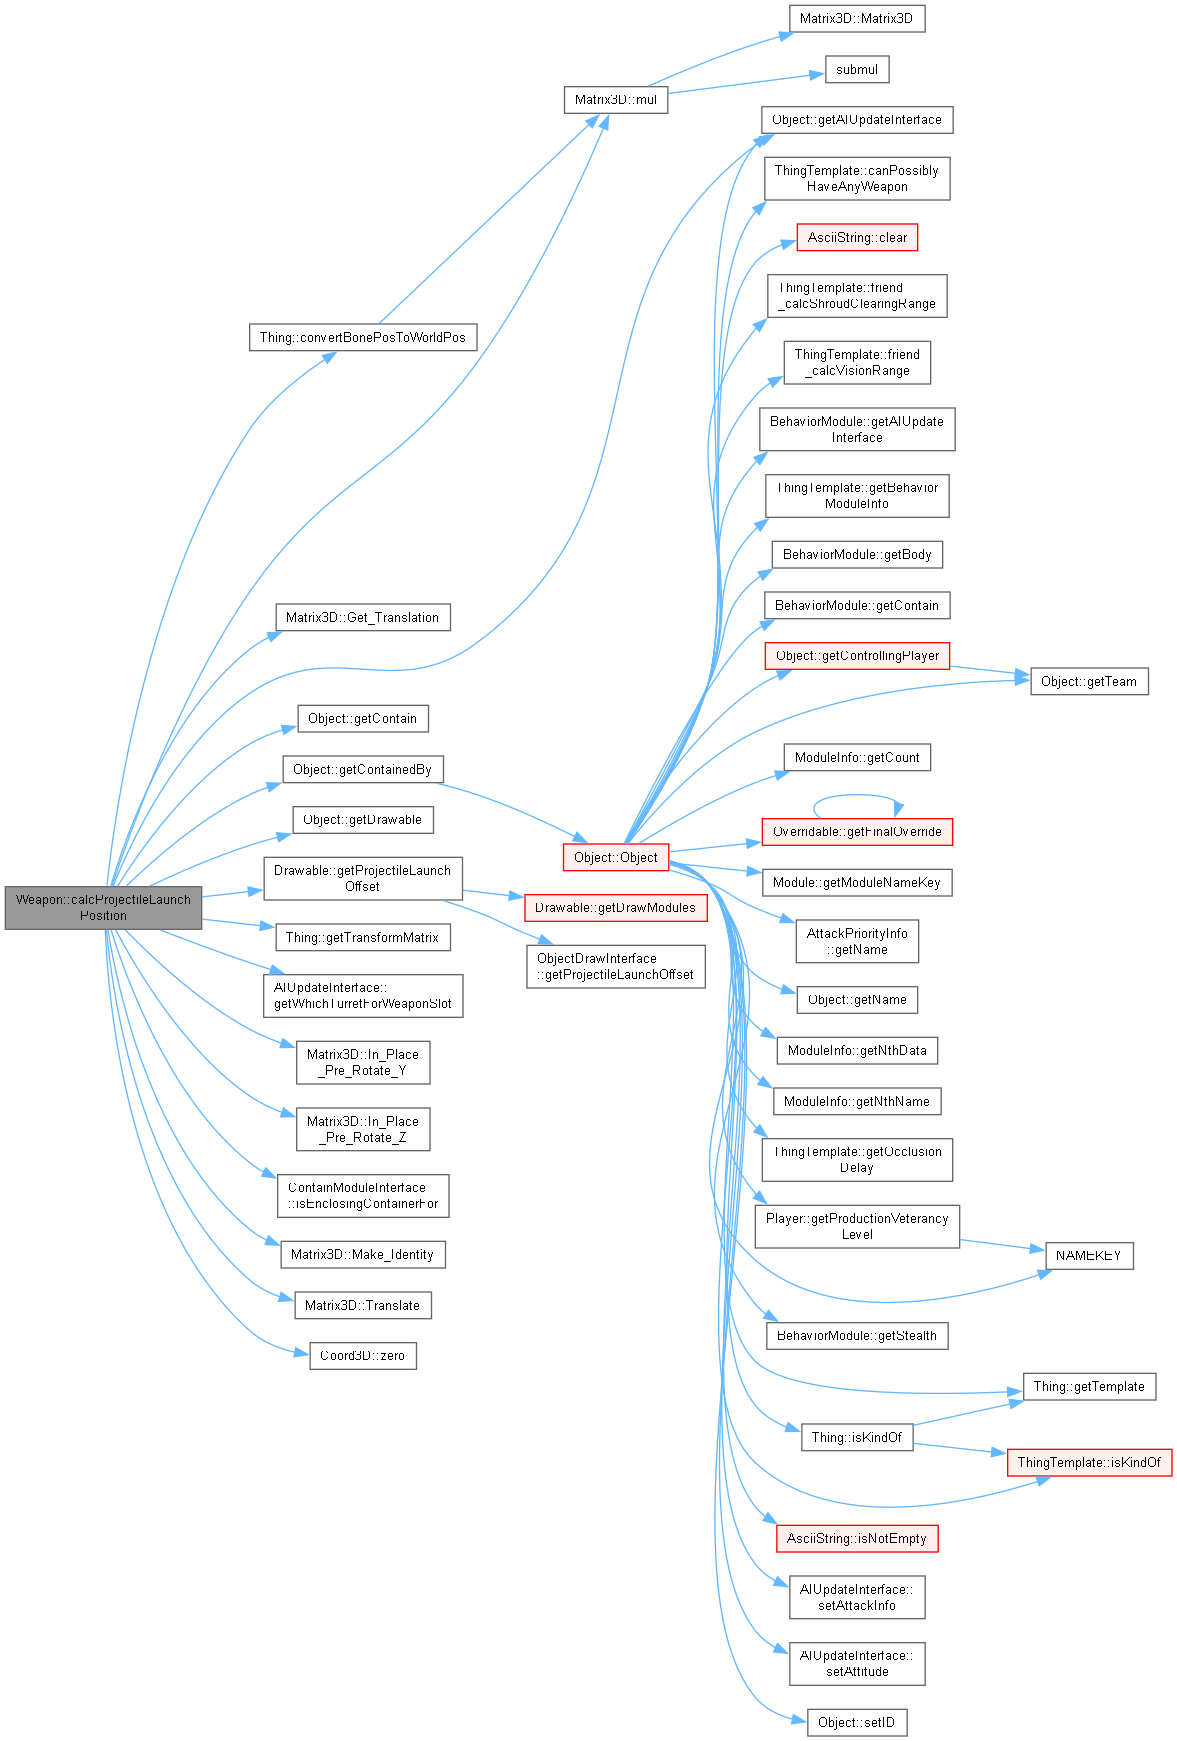 Matrix3D::Matrix3D
submul
Matrix3D::mul
Object::getAIUpdateInterface
ThingTemplate::canPossibly
HaveAnyWeapon
AsciiString::clear
ThingTemplate::friend
_calcShroudClearingRange
Thing::convertBonePosToWorldPos
ThingTemplate::friend
_calcVisionRange
BehaviorModule::getAIUpdate
Interface
ThingTemplate::getBehavior
ModuleInfo
BehaviorModule::getBody
BehaviorModule::getContain
Matrix3D::Get_Translation
Object::getControllingPlayer
Object::getTeam
Object::getContain
ModuleInfo::getCount
Object::getContainedBy
Object::getDrawable
Overridable::getFinalOverride
Object::Object
Drawable::getProjectileLaunch
Offset
Module::getModuleNameKey
Weapon::calcProjectileLaunch
Position
Drawable::getDrawModules
AttackPriorityInfo
::getName
Thing::getTransformMatrix
ObjectDrawInterface
::getProjectileLaunchOffset
AIUpdateInterface::
getWhichTurretForWeaponSlot
Object::getName
ModuleInfo::getNthData
Matrix3D::In_Place
_Pre_Rotate_Y
ModuleInfo::getNthName
Matrix3D::In_Place
_Pre_Rotate_Z
ThingTemplate::getOcclusion
Delay
ContainModuleInterface
::isEnclosingContainerFor
Player::getProductionVeterancy
Level
Matrix3D::Make_Identity
NAMEKEY
Matrix3D::Translate
BehaviorModule::getStealth
Coord3D::zero
Thing::getTemplate
Thing::isKindOf
ThingTemplate::isKindOf
AsciiString::isNotEmpty
AIUpdateInterface::
setAttackInfo
AIUpdateInterface::
setAttitude
Object::setID